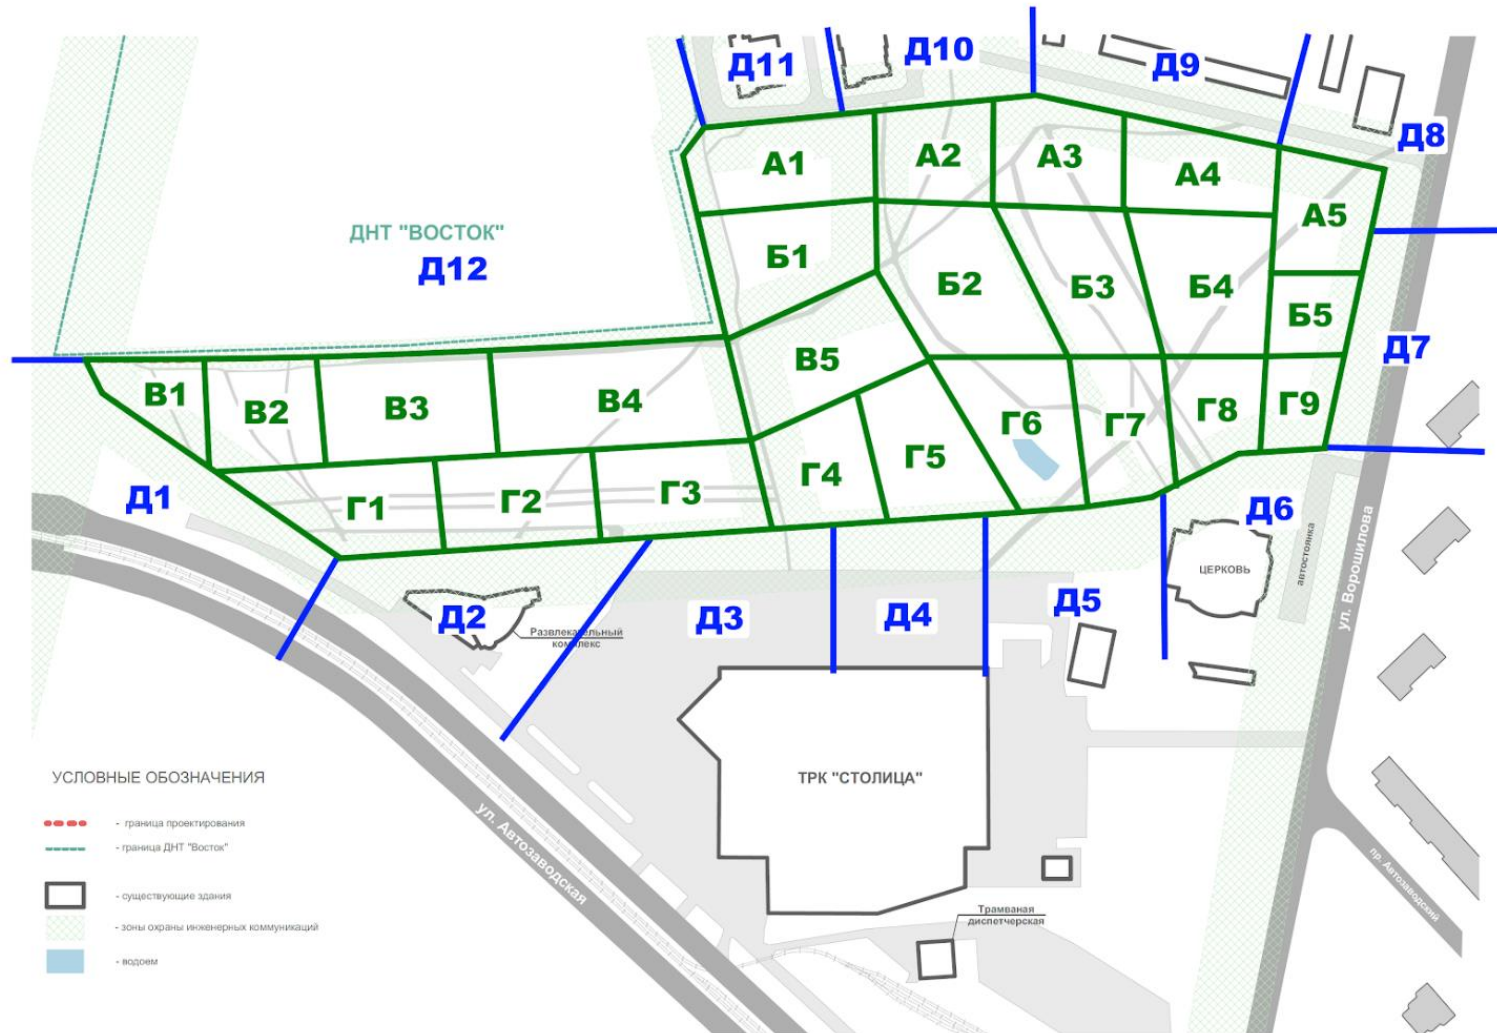 Д11
Д10
Д9
Д8
А1
А2
А3
А4
А5
ДНТ "ВОСТОК"
Д12
Б1
Б2
Б3
Б4
Б5
Д7
В1
В2
В3
В4
В5
Г1
Г2
Г3
Г4
Г5
Г6
Г7
Г8
Г9
Д1
Д2
Д3
Д4
Д5
Д6
Развлекательный
комплекс
ЦЕРКОВЬ
автостоянка
ул. Ворошилова
ТРК "СТОЛИЦА"
ул. Автозаводская
пр. Автозаводский
Трамваная
диспетчерская
УСЛОВНЫЕ ОБОЗНАЧЕНИЯ
- граница проектирования
- граница ДНТ "Восток"
- существующие здания
- зоны охраны инженерных коммуникаций
- водоем